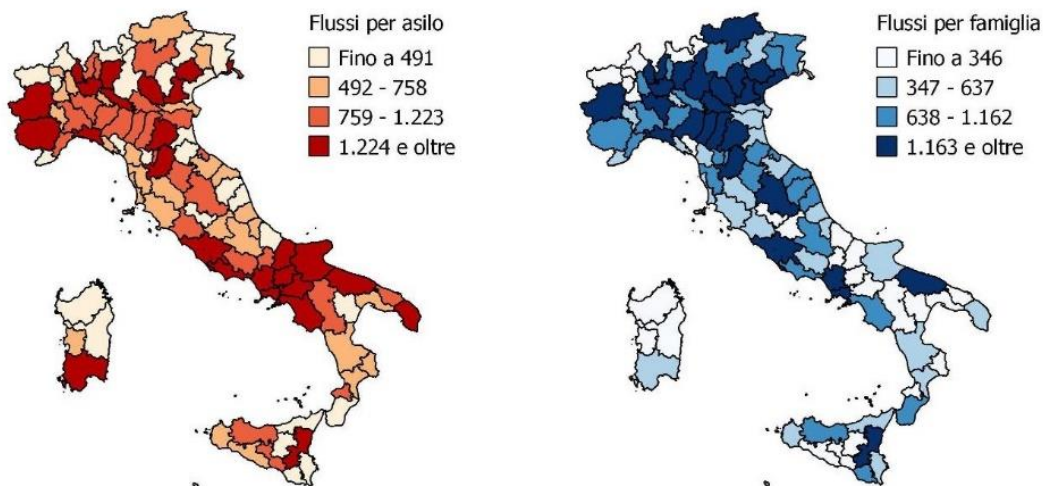 Flussi per asilo
Fino a 491
492 - 758
759 - 1.223
1.224 e oltre
Flussi per famiglia
Fino a 346
347 - 637
638 - 1.162
1.163 e oltre